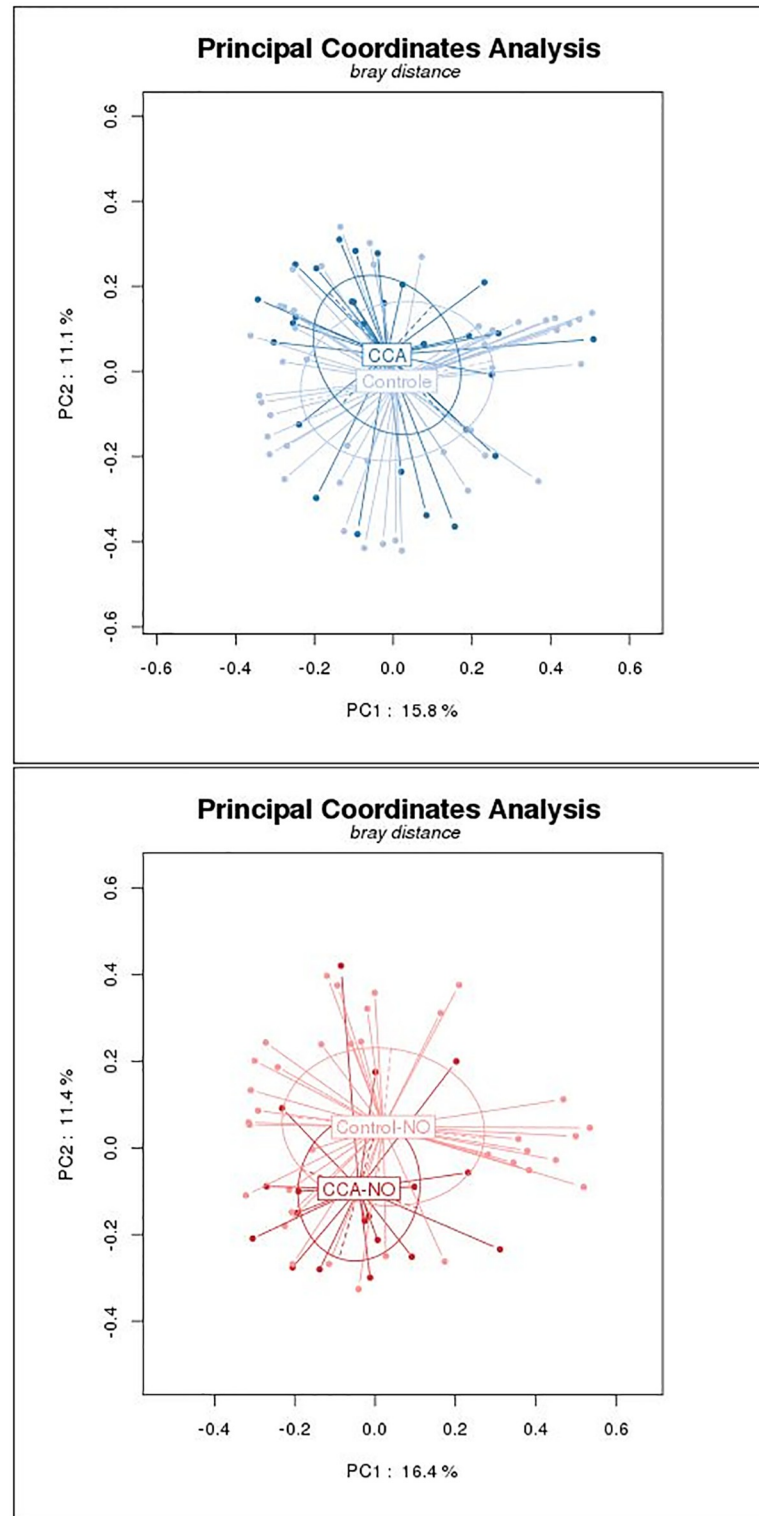 Principal Coordinates Analysis
bray distance
0.6
0.4
0.2
0.0
-0.2
-0.4
-0.6
PC2 : 11.1 %
CCA
Controle
-0.6 -0.4 -0.2 0.0 0.2 0.4 0.6
PC1 : 15.8 %
Principal Coordinates Analysis
bray distance
0.6
0.4
0.2
0.0
-0.2
-0.4
PC2 : 11.4 %
Control-NO
CCA-NO
-0.4 -0.2 0.0 0.2 0.4 0.6
PC1 : 16.4 %